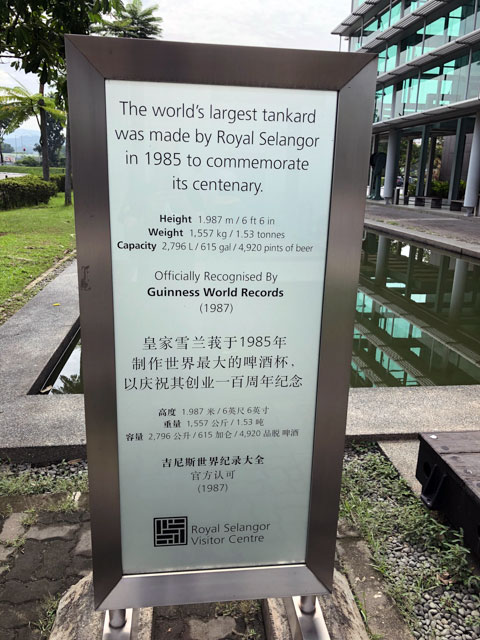 The world's largest tankard
was made by Royal Selangor
in 1985 to commemorate
its centenary.
Height 1.987 m / 6 ft 6 in
Weight 1,557 kg / 1.53 tonnes
Capacity 2,796 L / 615 gal / 4,920 pints of beer
Officially Recognised By
Guinness World Records
(1987)
皇家雪兰莪于1985年
制作世界最大的啤酒杯，
以庆祝其创业一百周年纪念
高度 1.987 米 / 6英尺 6英寸
重量 1,557 公斤 / 1.53 吨
容量 2,796 公升 / 615 加仑 / 4,920 品脱 啤酒
吉尼斯世界纪录大全
官方认可
(1987)
Royal Selangor
Visitor Centre